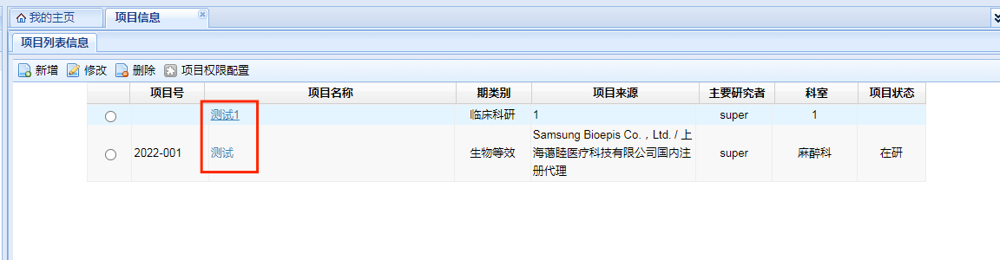 我的主页 项目信息
项目列表信息
新增 修改 删除 项目权限配置
项目号 项目名称 期类别 项目来源 主要研究者 科室 项目状态
测试1 临床科研 1 super 1
2022-001 测试 生物等效 Samsung Bioepis Co.，Ltd. / 上 super 麻醉科 在研
海蔼睦医疗科技有限公司国内注
册代理